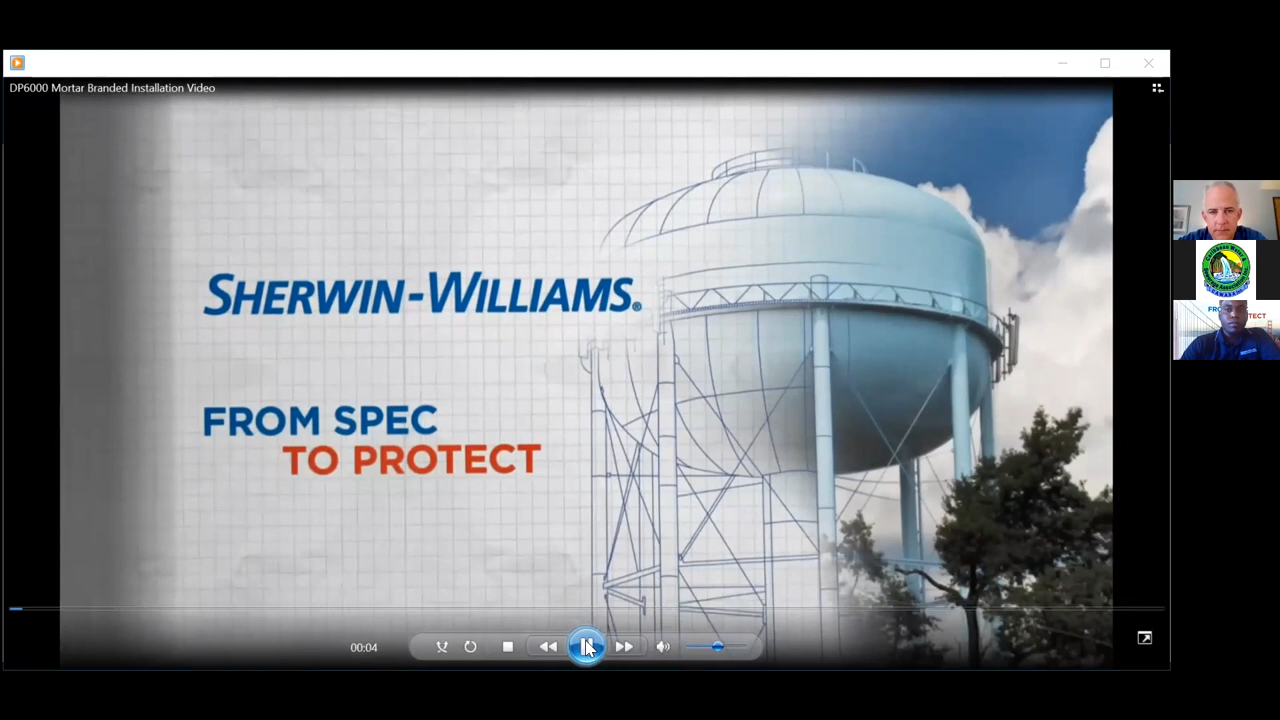 DP6000 Mortar Branded Installation Video
SHERWIN-WILLIAMS®
FROM SPEC
TO PROTECT
00:04